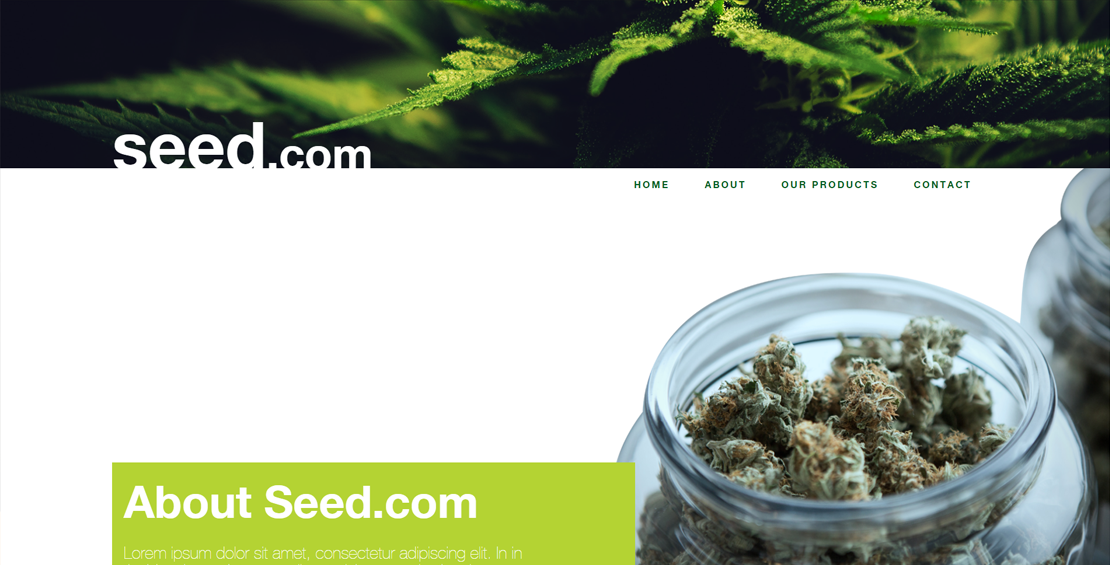 seed.com
HOME ABOUT OUR PRODUCTS CONTACT
About Seed.com
Lorem ipsum dolor sit amet, consectetur adipiscing elit. In in